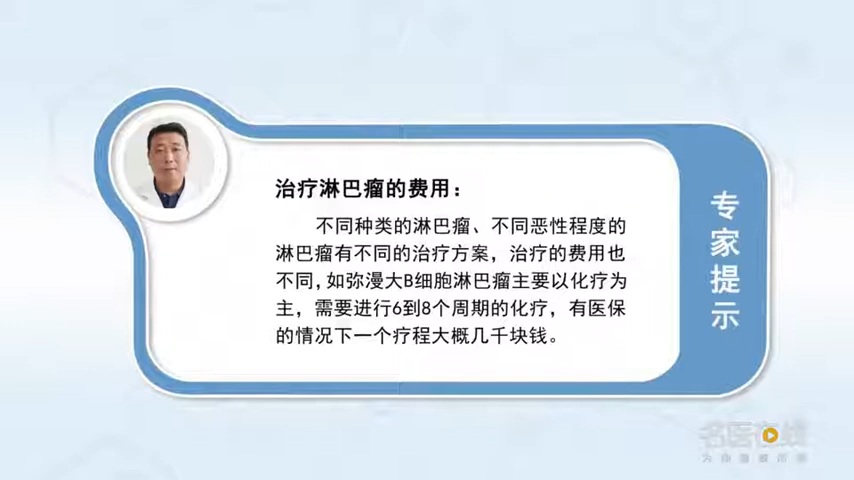 治疗淋巴瘤的费用：
不同种类的淋巴瘤、不同恶性程度的
淋巴瘤有不同的治疗方案，治疗的费用也
不同，如弥漫大B细胞淋巴瘤主要以化疗为
主，需要进行6到8个周期的化疗，有医保
的情况下一个疗程大概几千块钱。
专家提示
名医在线